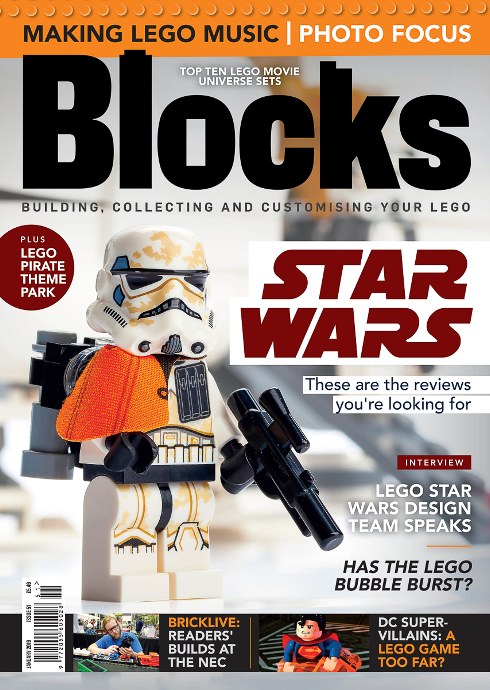 MAKING LEGO MUSIC | PHOTO FOCUS
TOP TEN LEGO MOVIE
UNIVERSE SETS
Blocks
BUILDING, COLLECTING AND CUSTOMISING YOUR LEGO
PLUS
LEGO
PIRATE
THEME
PARK
STAR
WARS
These are the reviews
you're looking for
INTERVIEW
LEGO STAR
WARS DESIGN
TEAM SPEAKS
HAS THE LEGO
BUBBLE BURST?
BRICKLIVE:
READERS'
BUILDS AT
THE NEC
DC SUPER-
VILLAINS: A
LEGO GAME
TOO FAR?